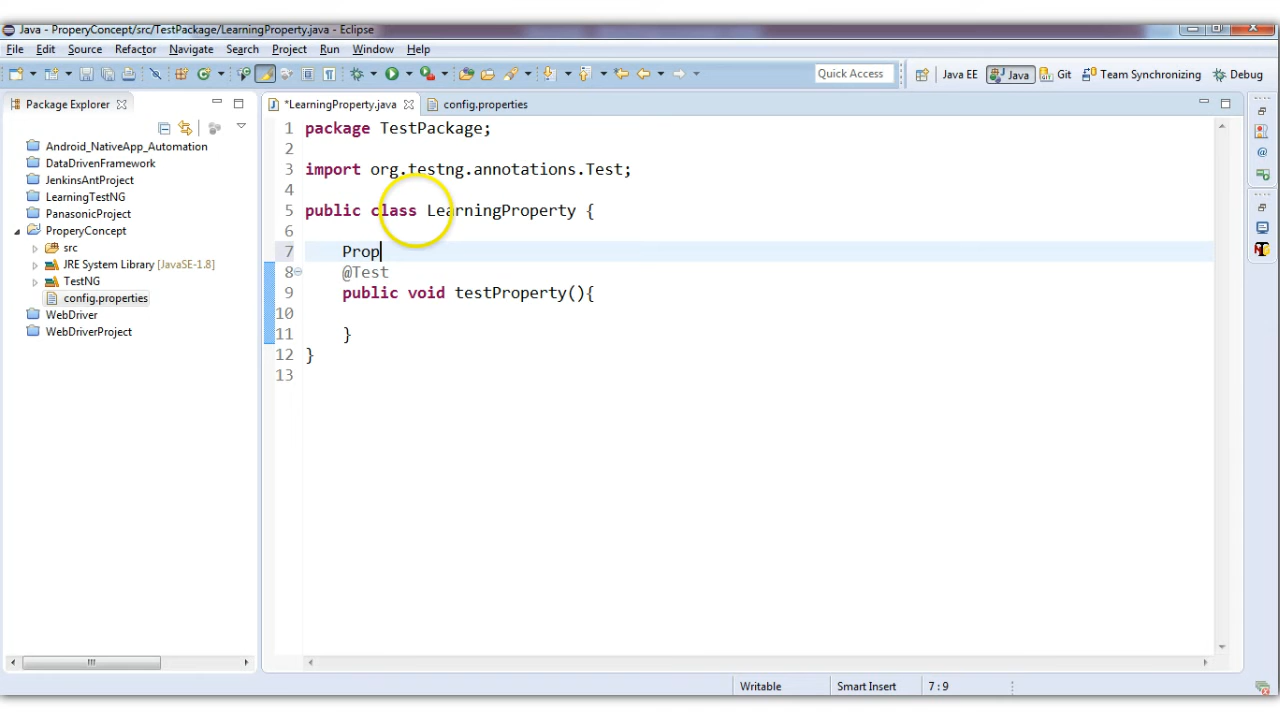 Java - ProperyConcept/src/TestPackage/LearningProperty.java - Eclipse
File Edit Source Refactor Navigate Search Project Run Window Help
Quick Access Java EE Java Git Team Synchronizing Debug
Package Explorer
*LearningProperty.java config.properties
Android_NativeApp_Automation
DataDrivenFramework
JenkinsAntProject
LearningTestNG
PanasonicProject
ProperyConcept
src
JRE System Library [JavaSE-1.8]
TestNG
config.properties
WebDriver
WebDriverProject
1 package TestPackage;
2
3 import org.testng.annotations.Test;
4
5 public class LearningProperty {
6
7 Prop
8 @Test
9 public void testProperty(){
10
11 }
12 }
13
Writable Smart Insert 7 : 9